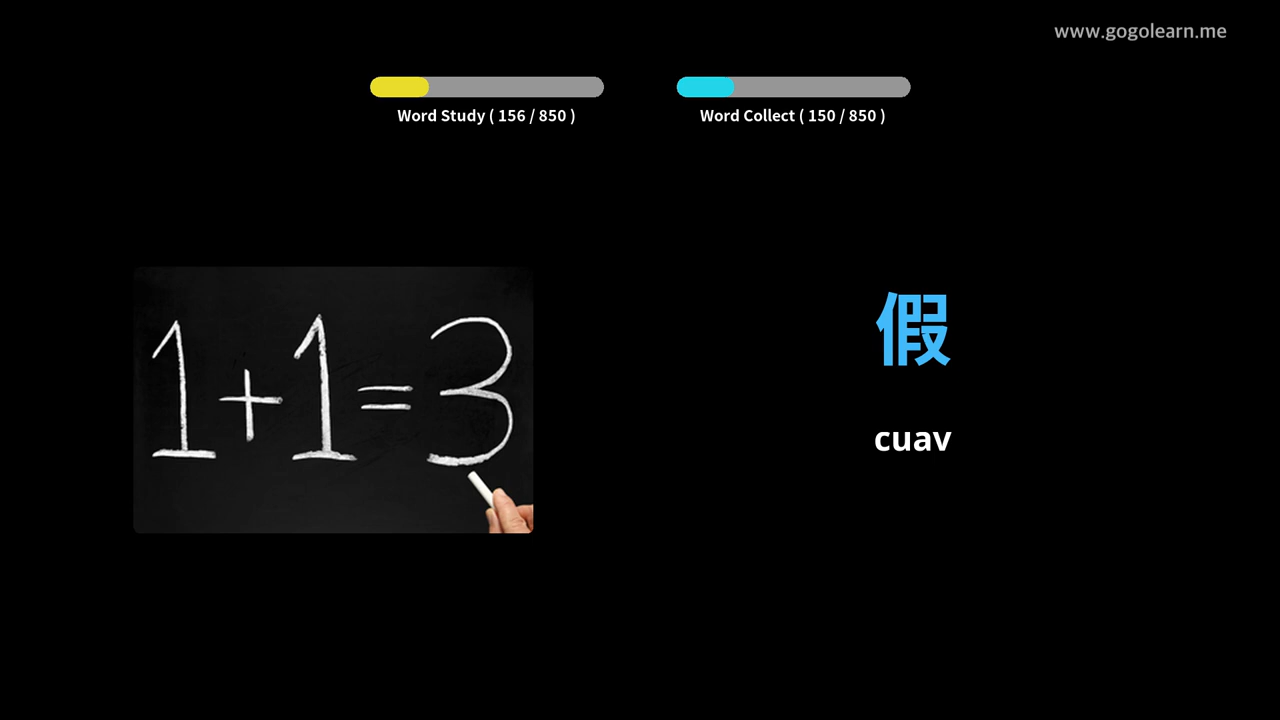 www.gogolearn.me
Word Study ( 156 / 850 )
Word Collect ( 150 / 850 )
1+1=3
假
cuav